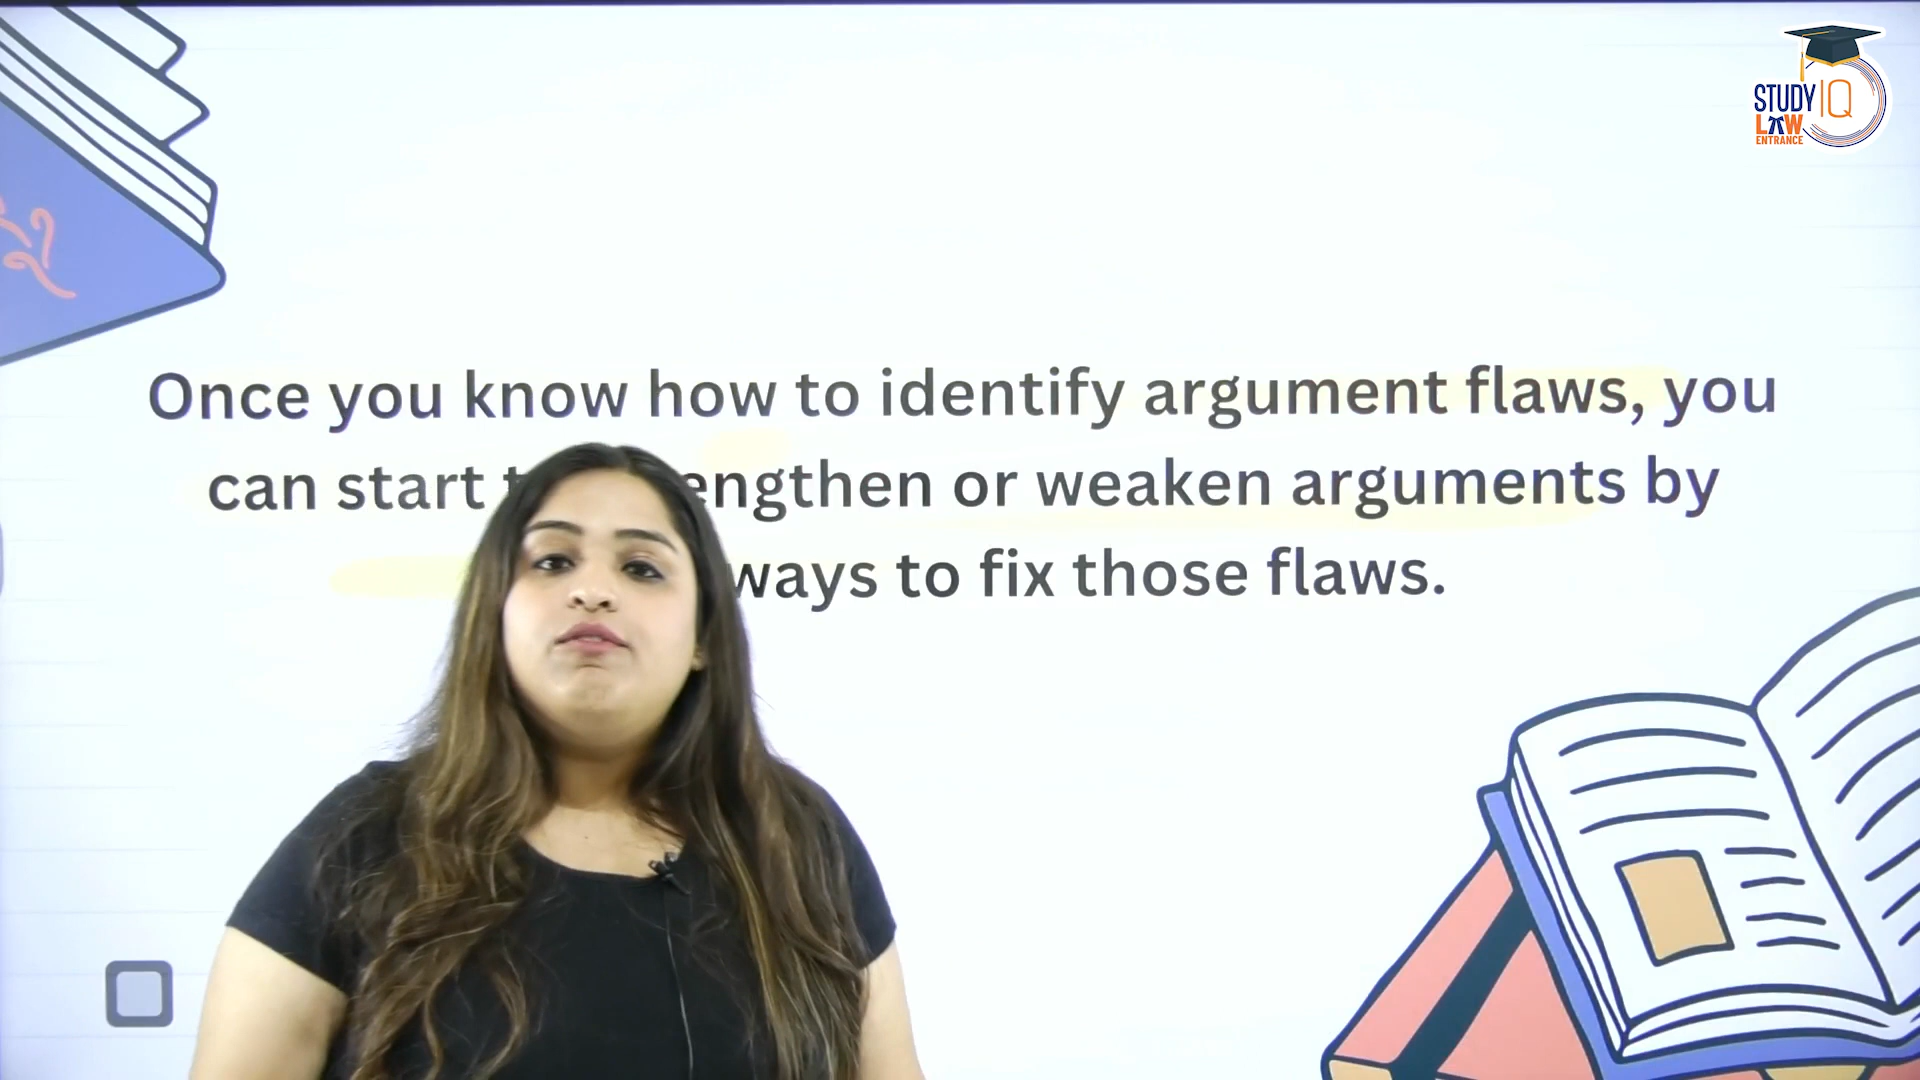 STUDY IQ
LAW
ENTRANCE
Once you know how to identify argument flaws, you
can start engthen or weaken arguments by
ways to fix those flaws.